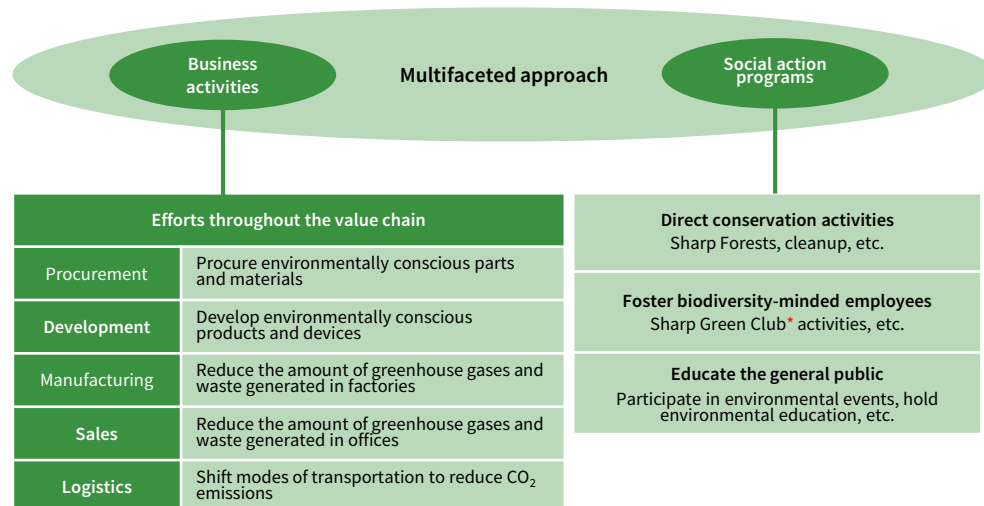 Business
activities
Multifaceted approach
Social action
programs
Efforts throughout the value chain
Procurement
Procure environmentally conscious parts
and materials
Development
Develop environmentally conscious
products and devices
Manufacturing
Reduce the amount of greenhouse gases and
waste generated in factories
Sales
Reduce the amount of greenhouse gases and
waste generated in offices
Logistics
Shift modes of transportation to reduce CO₂
emissions
Direct conservation activities
Sharp Forests, cleanup, etc.
Foster biodiversity-minded employees
Sharp Green Club* activities, etc.
Educate the general public
Participate in environmental events, hold
environmental education, etc.